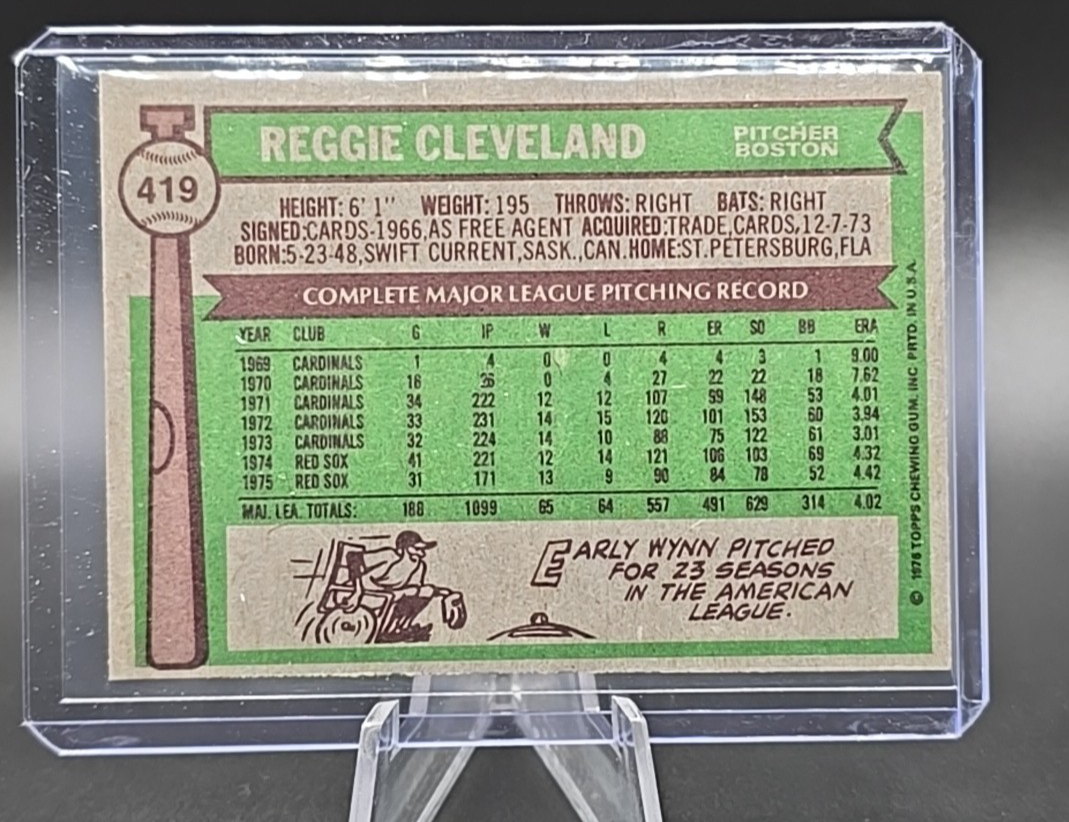 REGGIE CLEVELAND
PITCHER
BOSTON
419
HEIGHT: 6' 1" WEIGHT: 195 THROWS: RIGHT BATS: RIGHT
SIGNED:CARDS-1966,AS FREE AGENT ACQUIRED:TRADE,CARDS,12-7-73
BORN:5-23-48,SWIFT CURRENT,SASK.,CAN.HOME:ST.PETERSBURG,FLA
COMPLETE MAJOR LEAGUE PITCHING RECORD
YEAR CLUB G IP W L R ER SO BB ERA
1969 CARDINALS 1 4 0 0 4 4 3 1 9.00
1970 CARDINALS 16 26 0 4 27 22 22 18 7.62
1971 CARDINALS 34 222 12 12 107 99 148 53 4.01
1972 CARDINALS 33 231 14 15 120 101 153 60 3.94
1973 CARDINALS 32 224 14 10 88 75 122 61 3.01
1974 RED SOX 41 221 12 14 121 106 103 69 4.32
1975 RED SOX 31 171 13 9 90 84 78 52 4.42
MAJ. LEA. TOTALS: 188 1099 65 64 557 491 629 314 4.02
EARLY WYNN PITCHED
FOR 23 SEASONS
IN THE AMERICAN
LEAGUE.
© 1976 TOPPS CHEWING GUM, INC. PRTD. IN U.S.A.